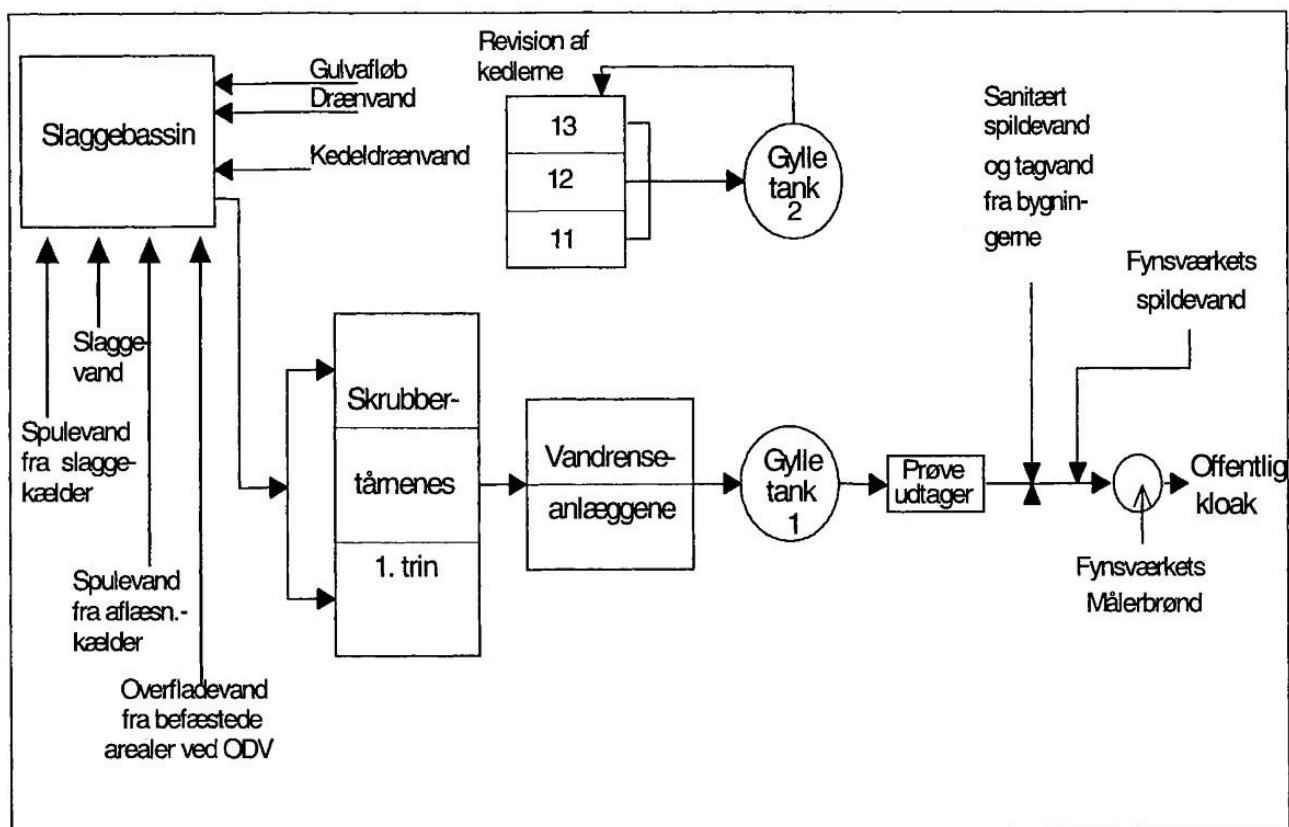 Slaggebassin
Gulvafløb
Drænvand
Kedeldrænvand
Revision af
kedlerne
13
12
11
Gylle
tank
2
Sanitært
spildevand
og tagvand
fra bygnin-
gerne
Fynsværkets
spildevand
Slagge-
vand
Spulevand
fra slagge-
kælder
Spulevand
fra aflæsn.-
kælder
Overfladevand
fra befæstede
arealer ved ODV
Skrubber-
tårnenes
1. trin
Vandrense-
anlæggene
Gylle
tank
1
Prøve
udtager
Offentlig
kloak
Fynsværkets
Målerbrønd